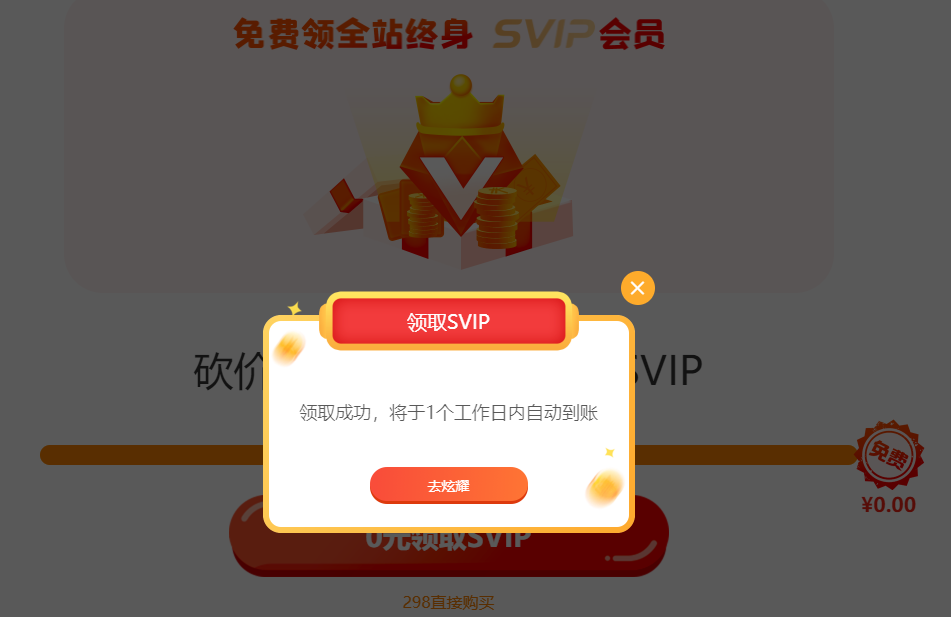 免费领全站终身 SVIP会员
领取SVIP
砍价
SVIP
领取成功，将于1个工作日内自动到账
免费
去炫耀
¥0.00
0元领取SVIP
298直接购买